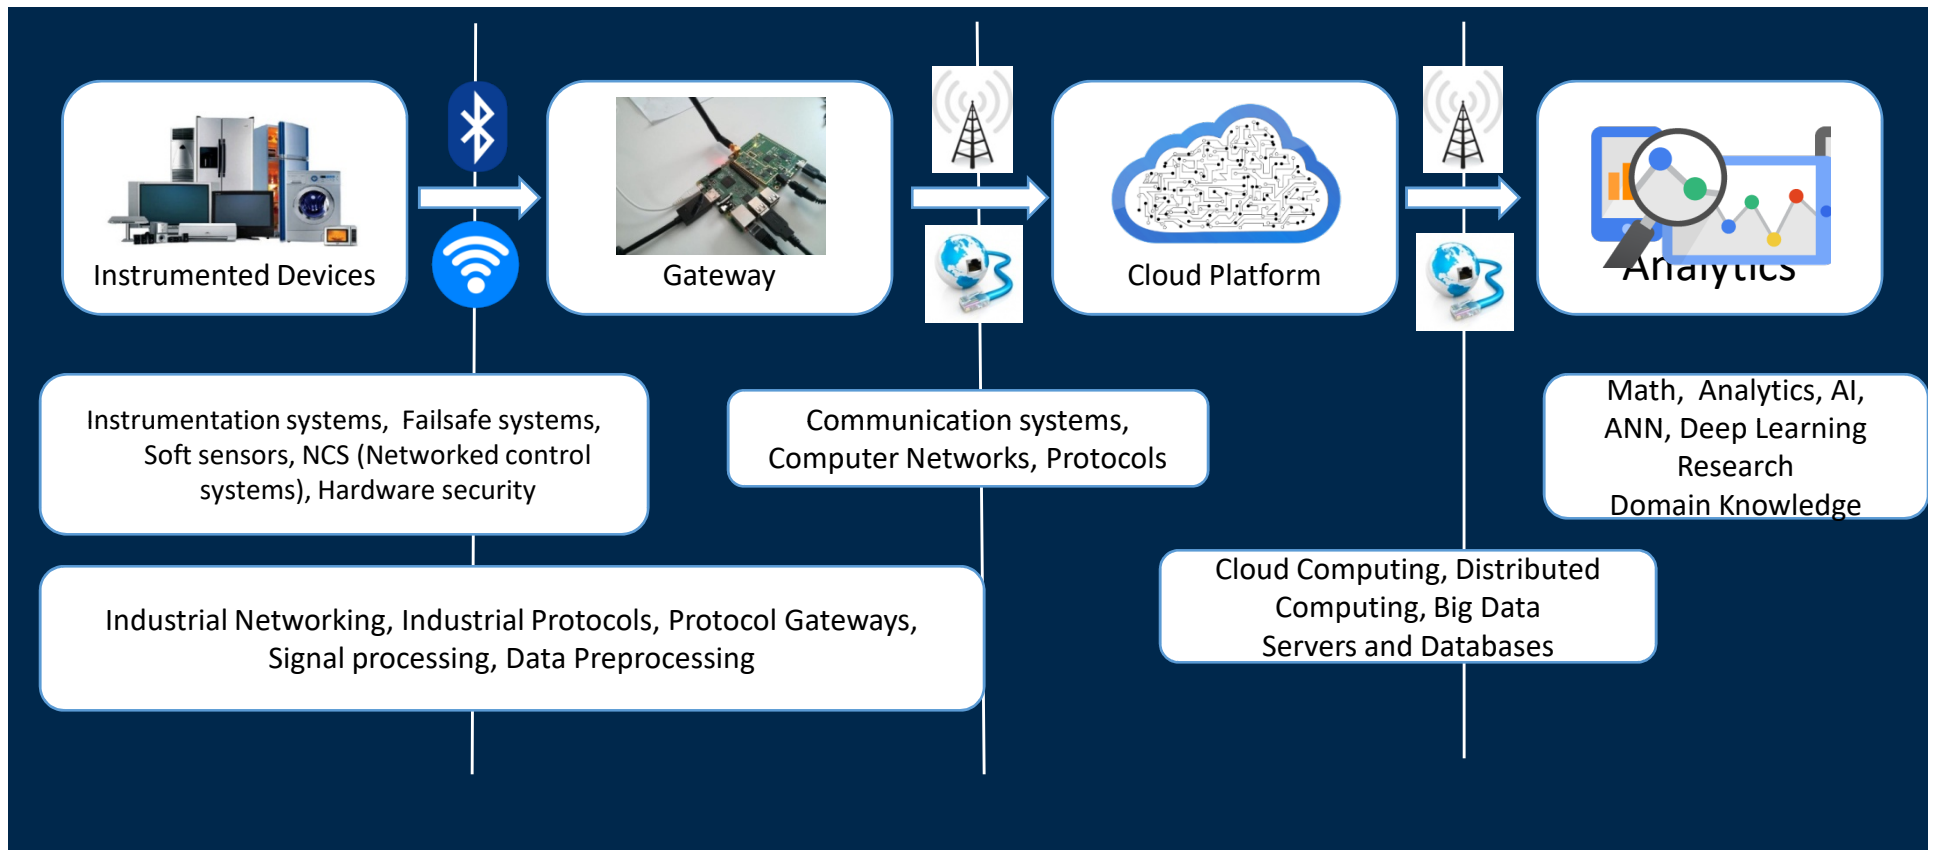 Instrumented Devices
Gateway
Cloud Platform
Analytics
Instrumentation systems,  Failsafe systems,
Soft sensors, NCS (Networked control
systems), Hardware security
Communication systems,
Computer Networks, Protocols
Math,  Analytics, AI,
ANN, Deep Learning
Research
Domain Knowledge
Industrial Networking, Industrial Protocols, Protocol Gateways,
Signal processing, Data Preprocessing
Cloud Computing, Distributed
Computing, Big Data
Servers and Databases